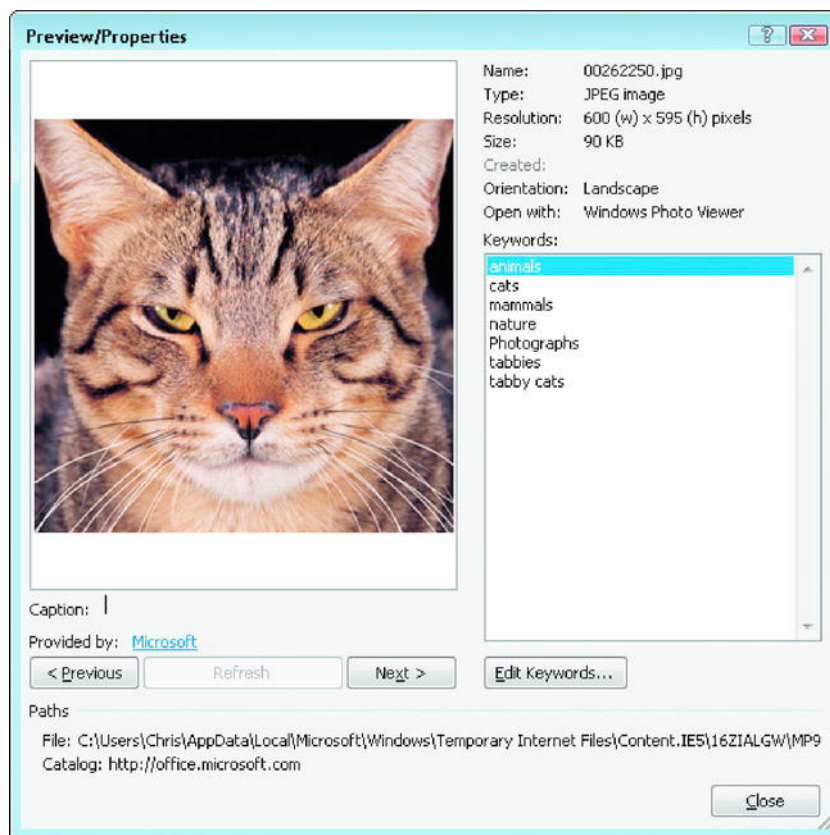 Preview/Properties
Name: 00262250.jpg
Type: JPEG image
Resolution: 600 (w) x 595 (h) pixels
Size: 90 KB
Created:
Orientation: Landscape
Open with: Windows Photo Viewer
Keywords:
animals
cats
mammals
nature
Photographs
tabbies
tabby cats
Caption:
Provided by: Microsoft
< Previous
Refresh
Next >
Edit Keywords...
Paths
File: C:\Users\Chris\AppData\Local\Microsoft\Windows\Temporary Internet Files\Content.IE5\16ZIALGW\MP9
Catalog: http://office.microsoft.com
Close